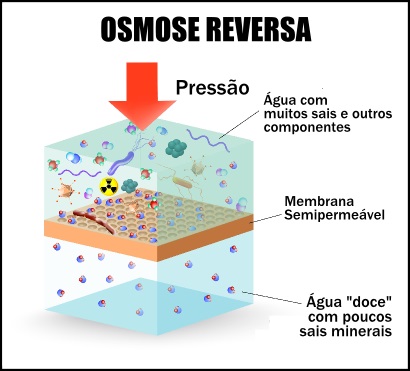 OSMOSE REVERSA
Pressão
Água com
muitos sais e outros
componentes
Membrana
Semipermeável
Água "doce"
com poucos
sais minerais